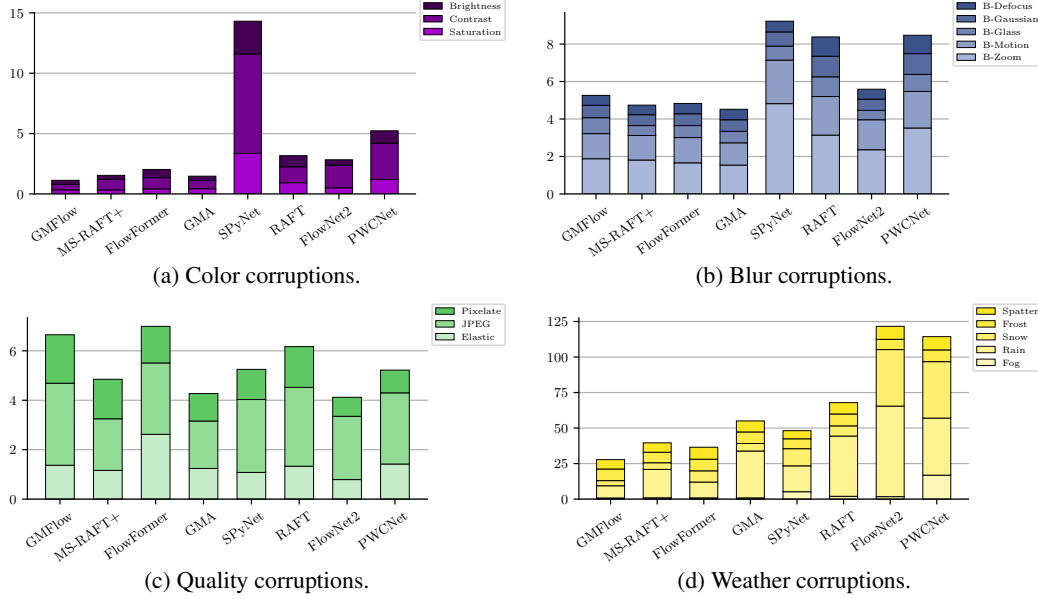 15
10
5
0
Brightness
Contrast
Saturation
GMFlow
MS-RAFT+
FlowFormer
GMA
SPyNet
RAFT
FlowNet2
PWCNet
(a) Color corruptions.
8
6
4
2
0
B-Defocus
B-Gaussian
B-Glass
B-Motion
B-Zoom
GMFlow
MS-RAFT+
FlowFormer
GMA
SPyNet
RAFT
FlowNet2
PWCNet
(b) Blur corruptions.
6
4
2
0
Pixelate
JPEG
Elastic
GMFlow
MS-RAFT+
FlowFormer
GMA
SPyNet
RAFT
FlowNet2
PWCNet
(c) Quality corruptions.
125
100
75
50
25
0
Spatter
Frost
Snow
Rain
Fog
GMFlow
MS-RAFT+
FlowFormer
GMA
SPyNet
RAFT
FlowNet2
PWCNet
(d) Weather corruptions.